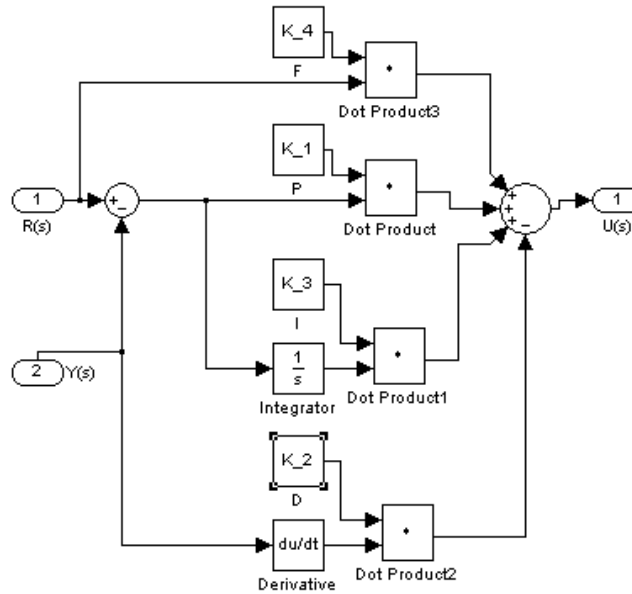 K_4
F
Dot Product3
K_1
P
Dot Product
1
R(s)
+
−
+
+
+
−
1
U(s)
K_3
I
2
Y(s)
1
s
Integrator
Dot Product1
K_2
D
du/dt
Derivative
Dot Product2